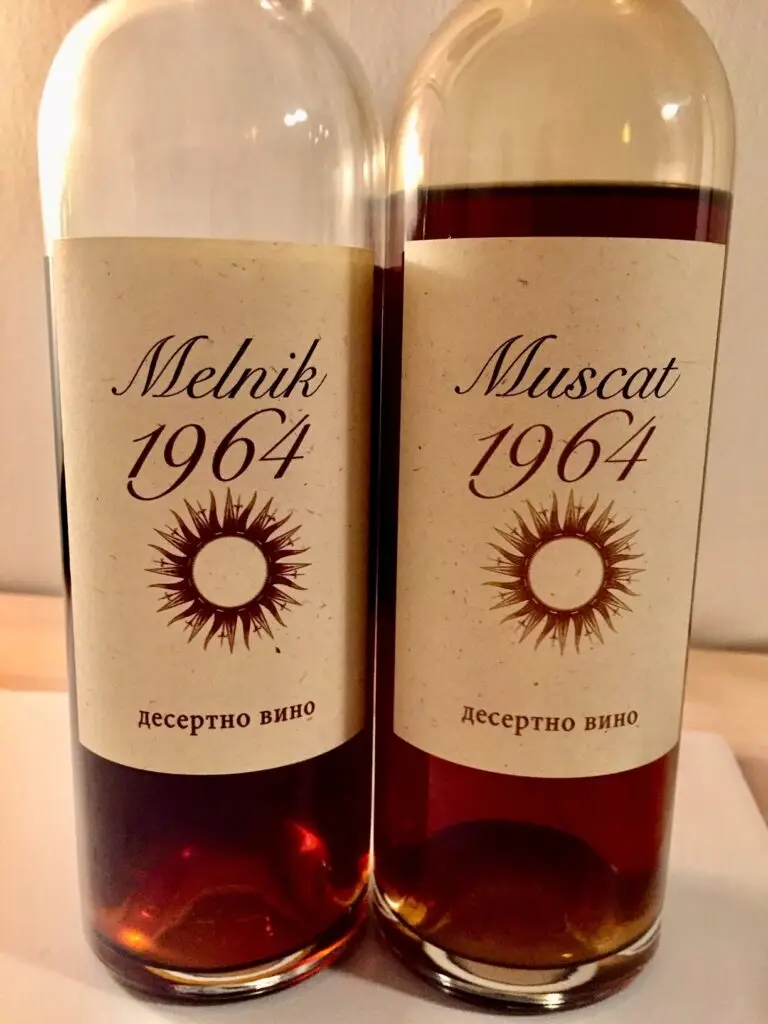 Melnik
1964
десертно вино
Muscat
1964
десертно вино